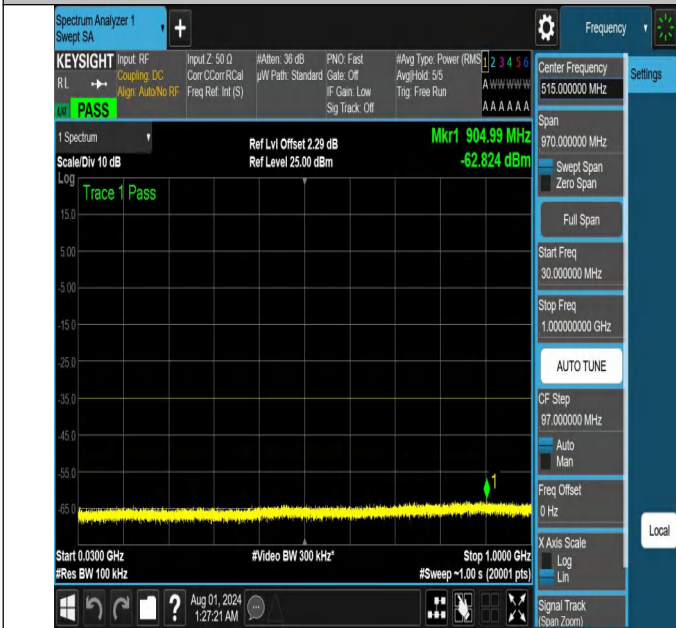 Spectrum Analyzer 1
Swept SA
+
Frequency
KEYSIGHT
RL
PASS
Input: RF
Coupling: DC
Align: Auto/No RF
Input Z: 50 Ω
Corr CCorr RCal
Freq Ref: Int (S)
#Atten: 36 dB
µW Path: Standard
PNO: Fast
Gate: Off
IF Gain: Low
Sig Track: Off
#Avg Type: Power (RMS
Avg|Hold: 5/5
Trig: Free Run
1 2 3 4 5 6
A W W W W W
A A A A A A
1 Spectrum
Scale/Div 10 dB
Ref Lvl Offset 2.29 dB
Ref Level 25.00 dBm
Mkr1 904.99 MHz
-62.824 dBm
Log
Trace 1 Pass
15.0
5.00
-5.00
-15.0
-25.0
-35.0
-45.0
-55.0
-65.0
1
Start 0.0300 GHz
#Res BW 100 kHz
#Video BW 300 kHz*
Stop 1.0000 GHz
#Sweep ~1.00 s (20001 pts)
?
Aug 01, 2024
1:27:21 AM
Center Frequency
515.000000 MHz
Span
970.000000 MHz
Swept Span
Zero Span
Full Span
Start Freq
30.000000 MHz
Stop Freq
1.000000000 GHz
AUTO TUNE
CF Step
97.000000 MHz
Auto
Man
Freq Offset
0 Hz
X Axis Scale
Log
Lin
Signal Track
(Span Zoom)
Settings
Local